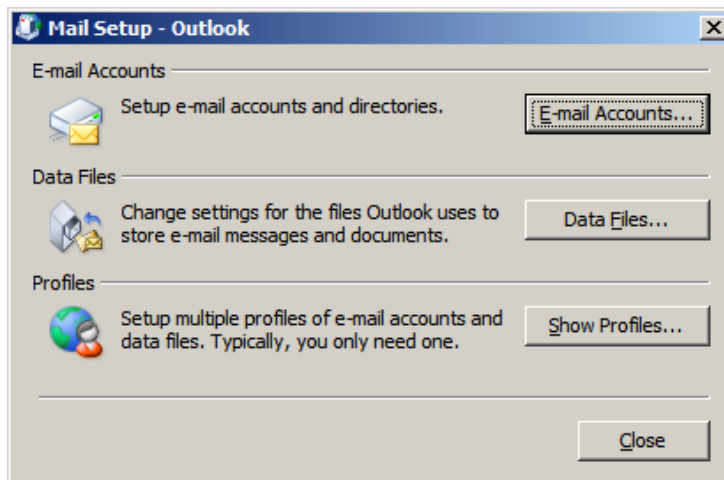 Mail Setup - Outlook
E-mail Accounts
Setup e-mail accounts and directories.
E-mail Accounts...
Data Files
Change settings for the files Outlook uses to
store e-mail messages and documents.
Data Files...
Profiles
Setup multiple profiles of e-mail accounts and
data files. Typically, you only need one.
Show Profiles...
Close